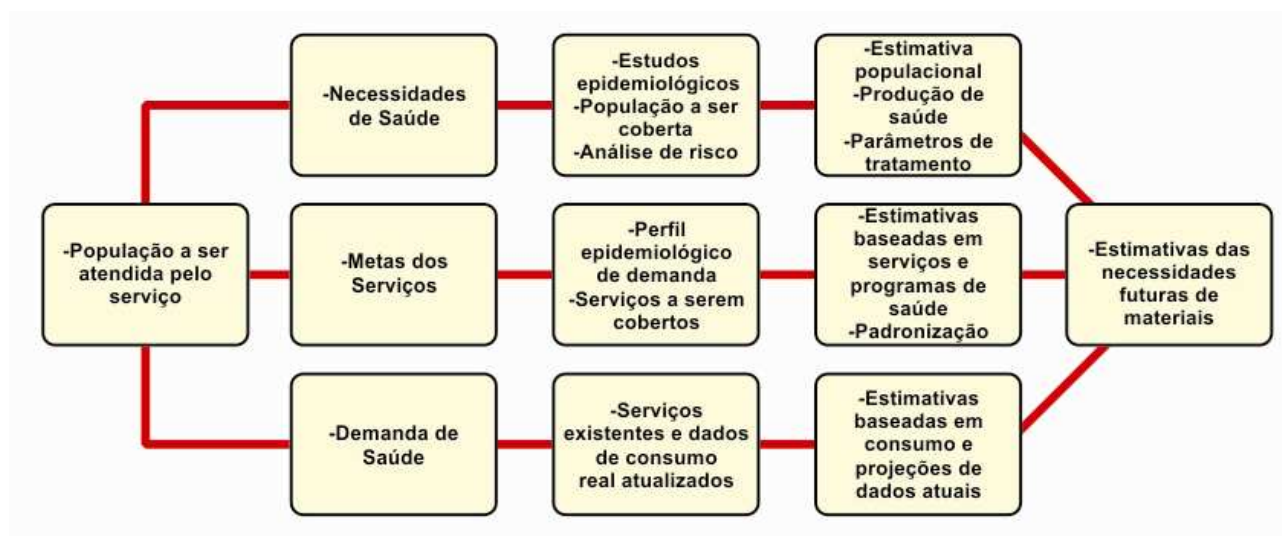 -Necessidades
de Saúde
-Estudos
epidemiológicos
-População a ser
coberta
-Análise de risco
-Estimativa
populacional
-Produção de
saúde
-Parâmetros de
tratamento
-População a ser
atendida pelo
serviço
-Metas dos
Serviços
-Perfil
epidemiológico
de demanda
-Serviços a serem
cobertos
-Estimativas
baseadas em
serviços e
programas de
saúde
-Padronização
-Estimativas das
necessidades
futuras de
materiais
-Demanda de
Saúde
-Serviços
existentes e dados
de consumo
real atualizados
-Estimativas
baseadas em
consumo e
projeções de
dados atuais